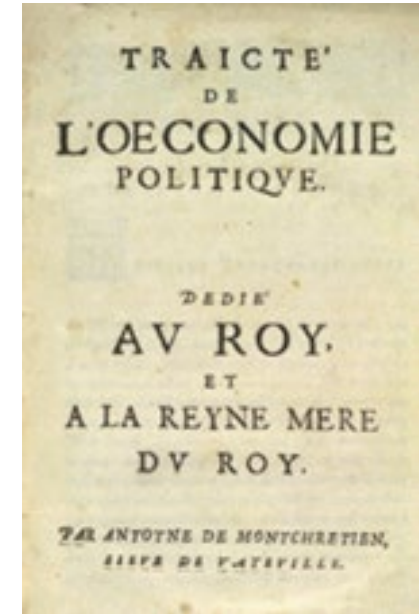 TRAICTE'
DE
L'OECONOMIE
POLITIQVE.
DEDIE'
AV ROY,
ET
A LA REYNE MERE
DV ROY.
PAR ANTOYNE DE MONTCHRETIEN,
SIEVR DE VATEVILLE.